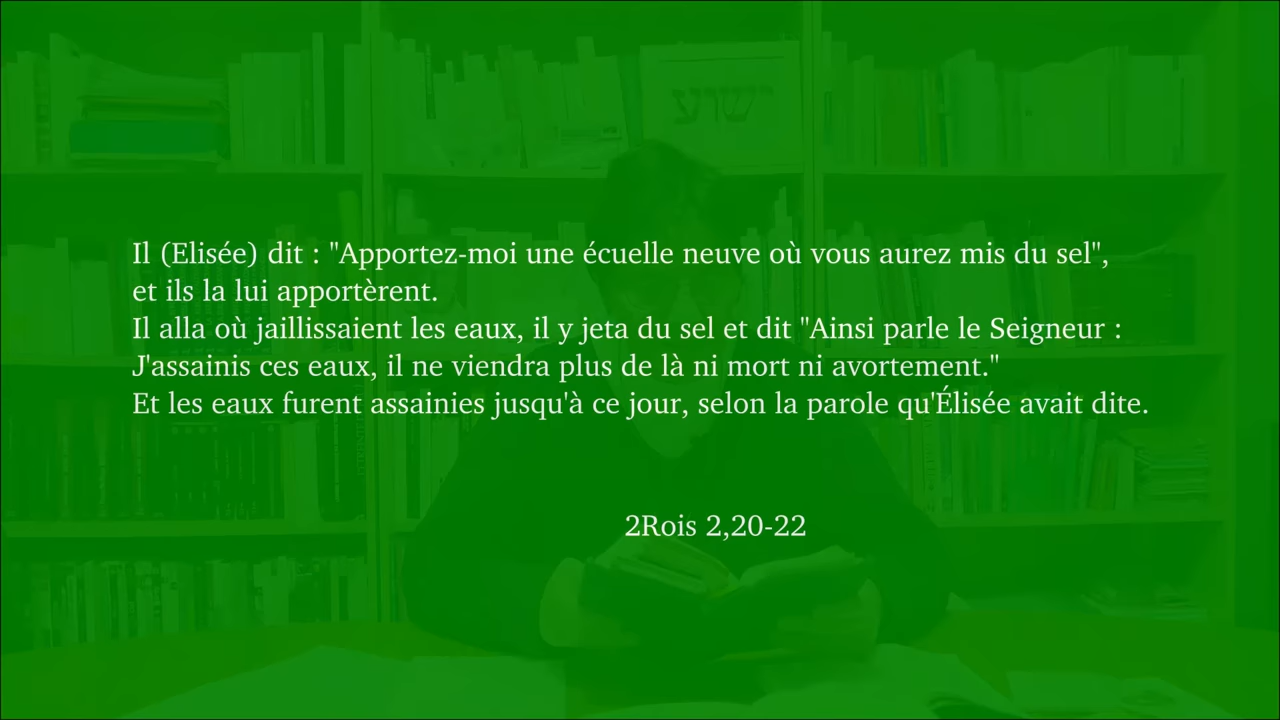 ישוע
Il (Elisée) dit : "Apportez-moi une écuelle neuve où vous aurez mis du sel",
et ils la lui apportèrent.
Il alla où jaillissaient les eaux, il y jeta du sel et dit "Ainsi parle le Seigneur :
J'assainis ces eaux, il ne viendra plus de là ni mort ni avortement."
Et les eaux furent assainies jusqu'à ce jour, selon la parole qu'Élisée avait dite.
2Rois 2,20-22